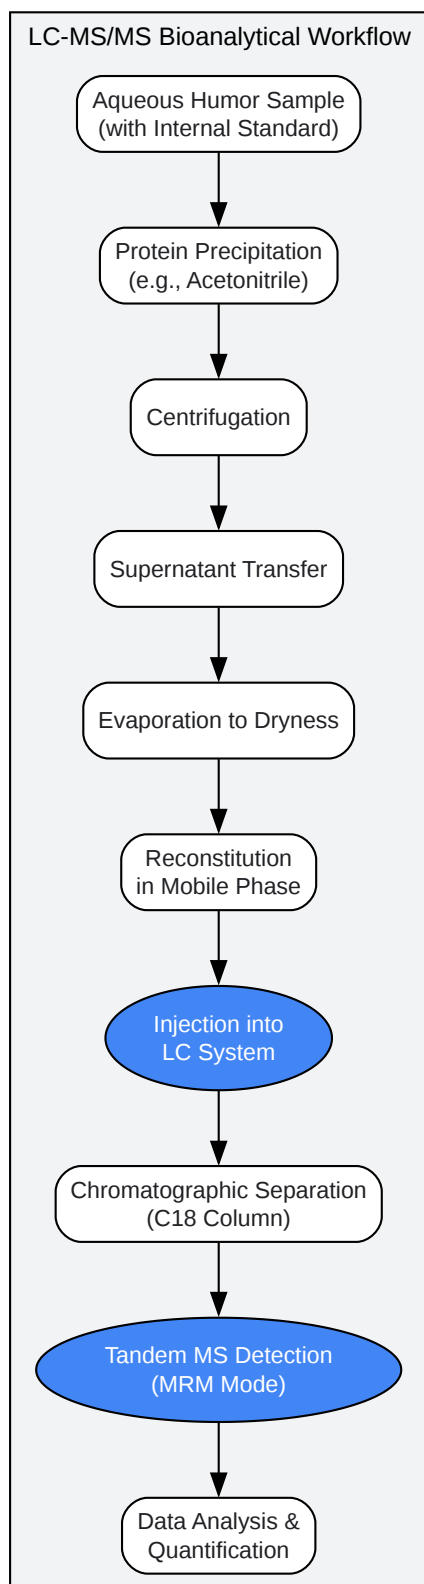 LC-MS/MS Bioanalytical Workflow
Aqueous Humor Sample
(with Internal Standard)
Protein Precipitation
(e.g., Acetonitrile)
Centrifugation
Supernatant Transfer
Evaporation to Dryness
Reconstitution
in Mobile Phase
Injection into
LC System
Chromatographic Separation
(C18 Column)
Tandem MS Detection
(MRM Mode)
Data Analysis &
Quantification